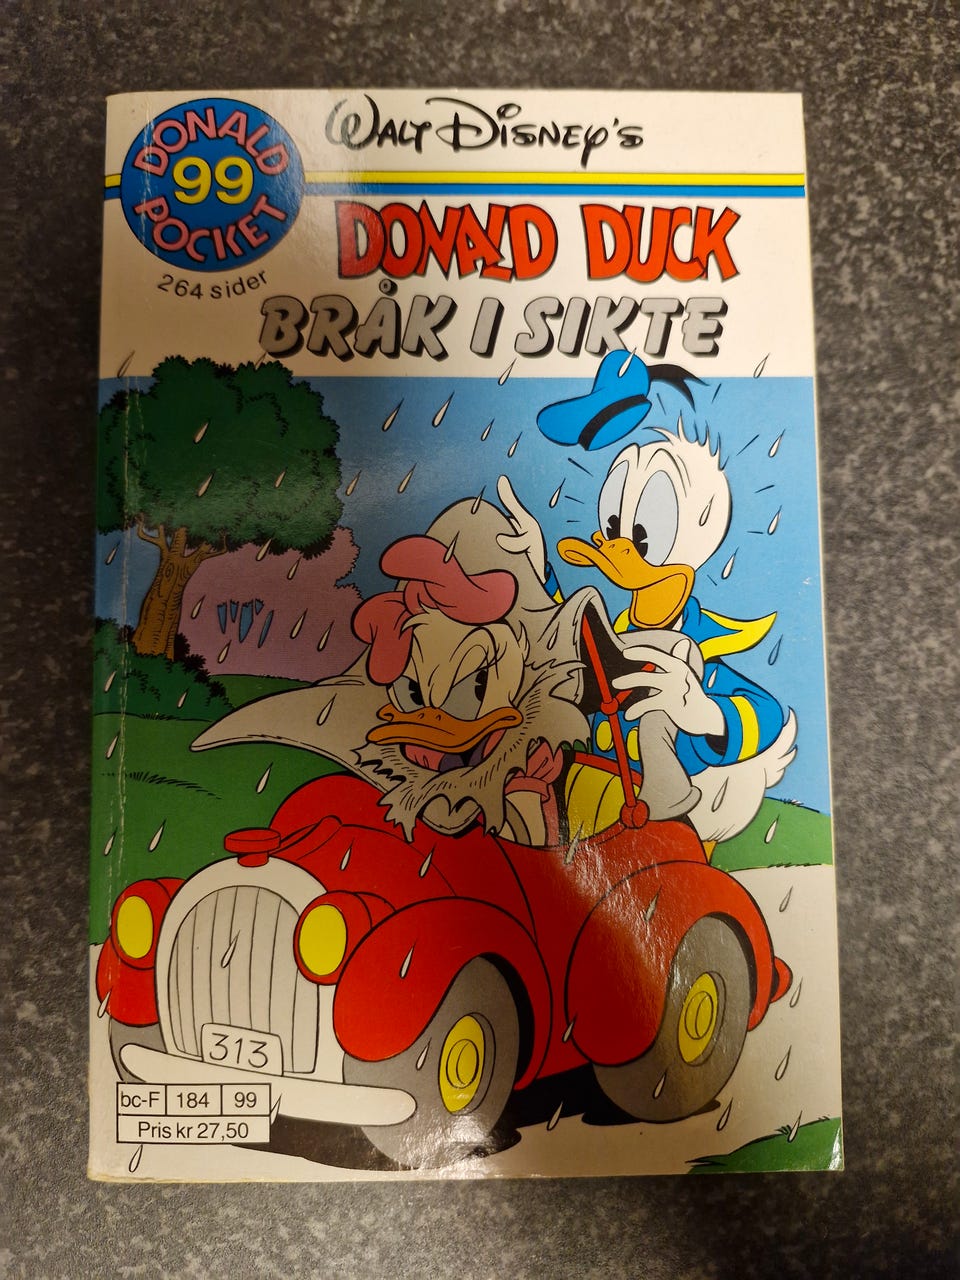 DONALD
99
POCKET
264 sider
WALT DISNEY'S
DONALD DUCK
BRÅK I SIKTE
313
bc-F 184 99
Pris kr 27,50